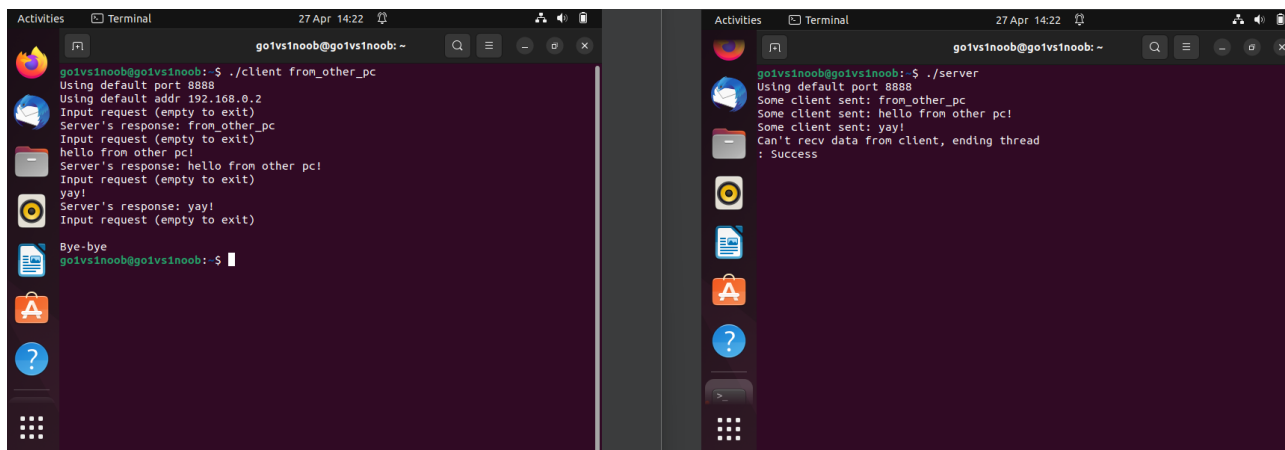 Activities Terminal 27 Apr 14:22
go1vs1noob@go1vs1noob: ~
go1vs1noob@go1vs1noob:~$ ./client from_other_pc
Using default port 8888
Using default addr 192.168.0.2
Input request (empty to exit)
Server's response: from_other_pc
Input request (empty to exit)
hello from other pc!
Server's response: hello from other pc!
Input request (empty to exit)
yay!
Server's response: yay!
Input request (empty to exit)
Bye-bye
go1vs1noob@go1vs1noob:~$
Activities Terminal 27 Apr 14:22
go1vs1noob@go1vs1noob: ~
go1vs1noob@go1vs1noob:~$ ./server
Using default port 8888
Some client sent: from_other_pc
Some client sent: hello from other pc!
Some client sent: yay!
Can't recv data from client, ending thread
: Success